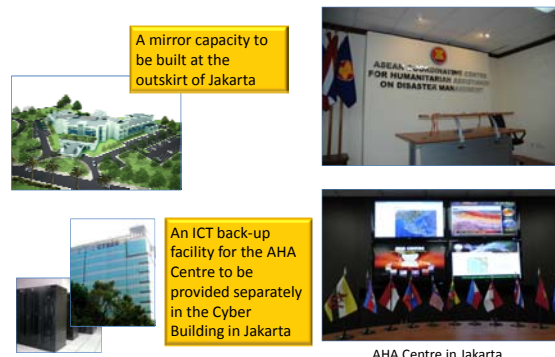 A mirror capacity to
be built at the
outskirt of Jakarta
ASEAN COORDINATING CENTRE
FOR HUMANITARIAN ASSISTANCE
ON DISASTER MANAGEMENT
An ICT back-up
facility for the AHA
Centre to be
provided separately
in the Cyber
Building in Jakarta
AHA Centre in Jakarta